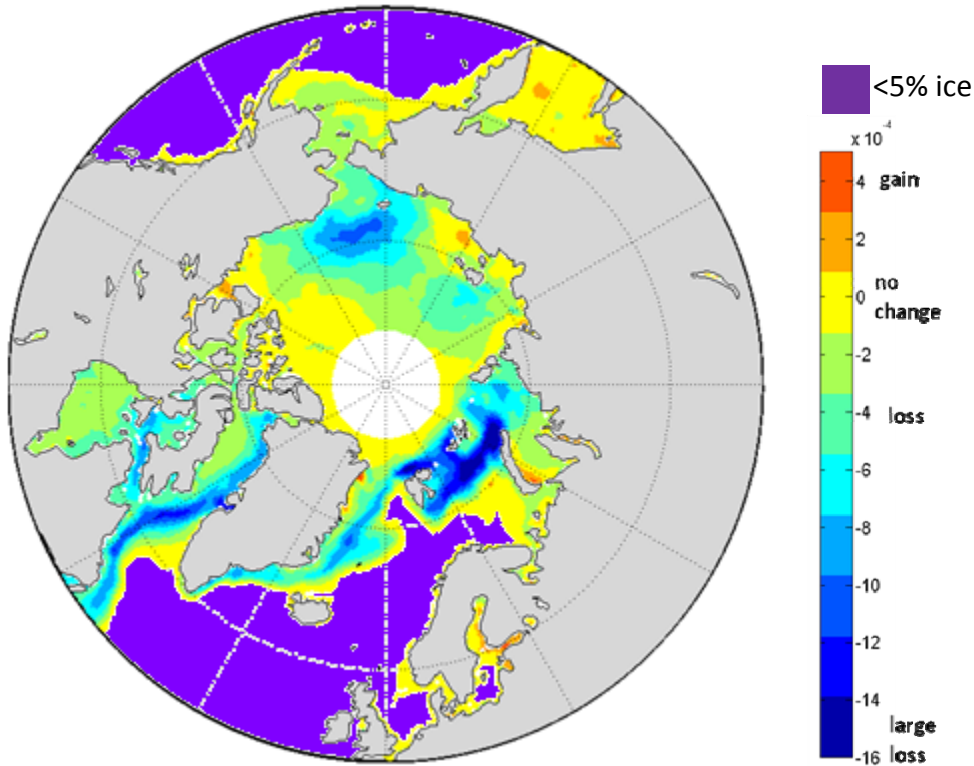 <5% ice
x 10-4
4 gain
2
0 no
change
-2
-4 loss
-6
-8
-10
-12
-14
large
-16 loss